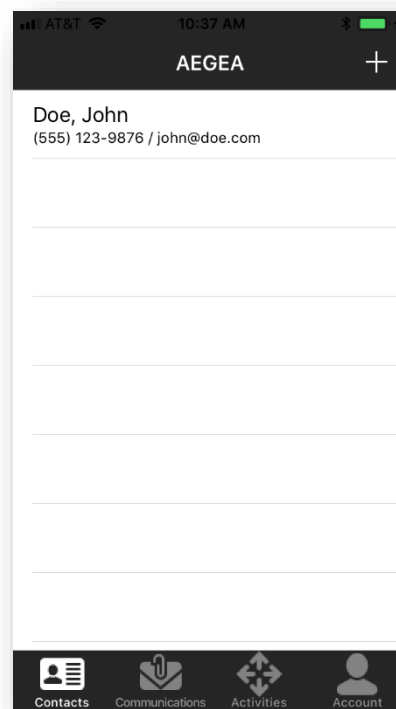 AT&T 10:37 AM
AEGEA
Doe, John
(555) 123-9876 / john@doe.com
Contacts Communications Activities Account